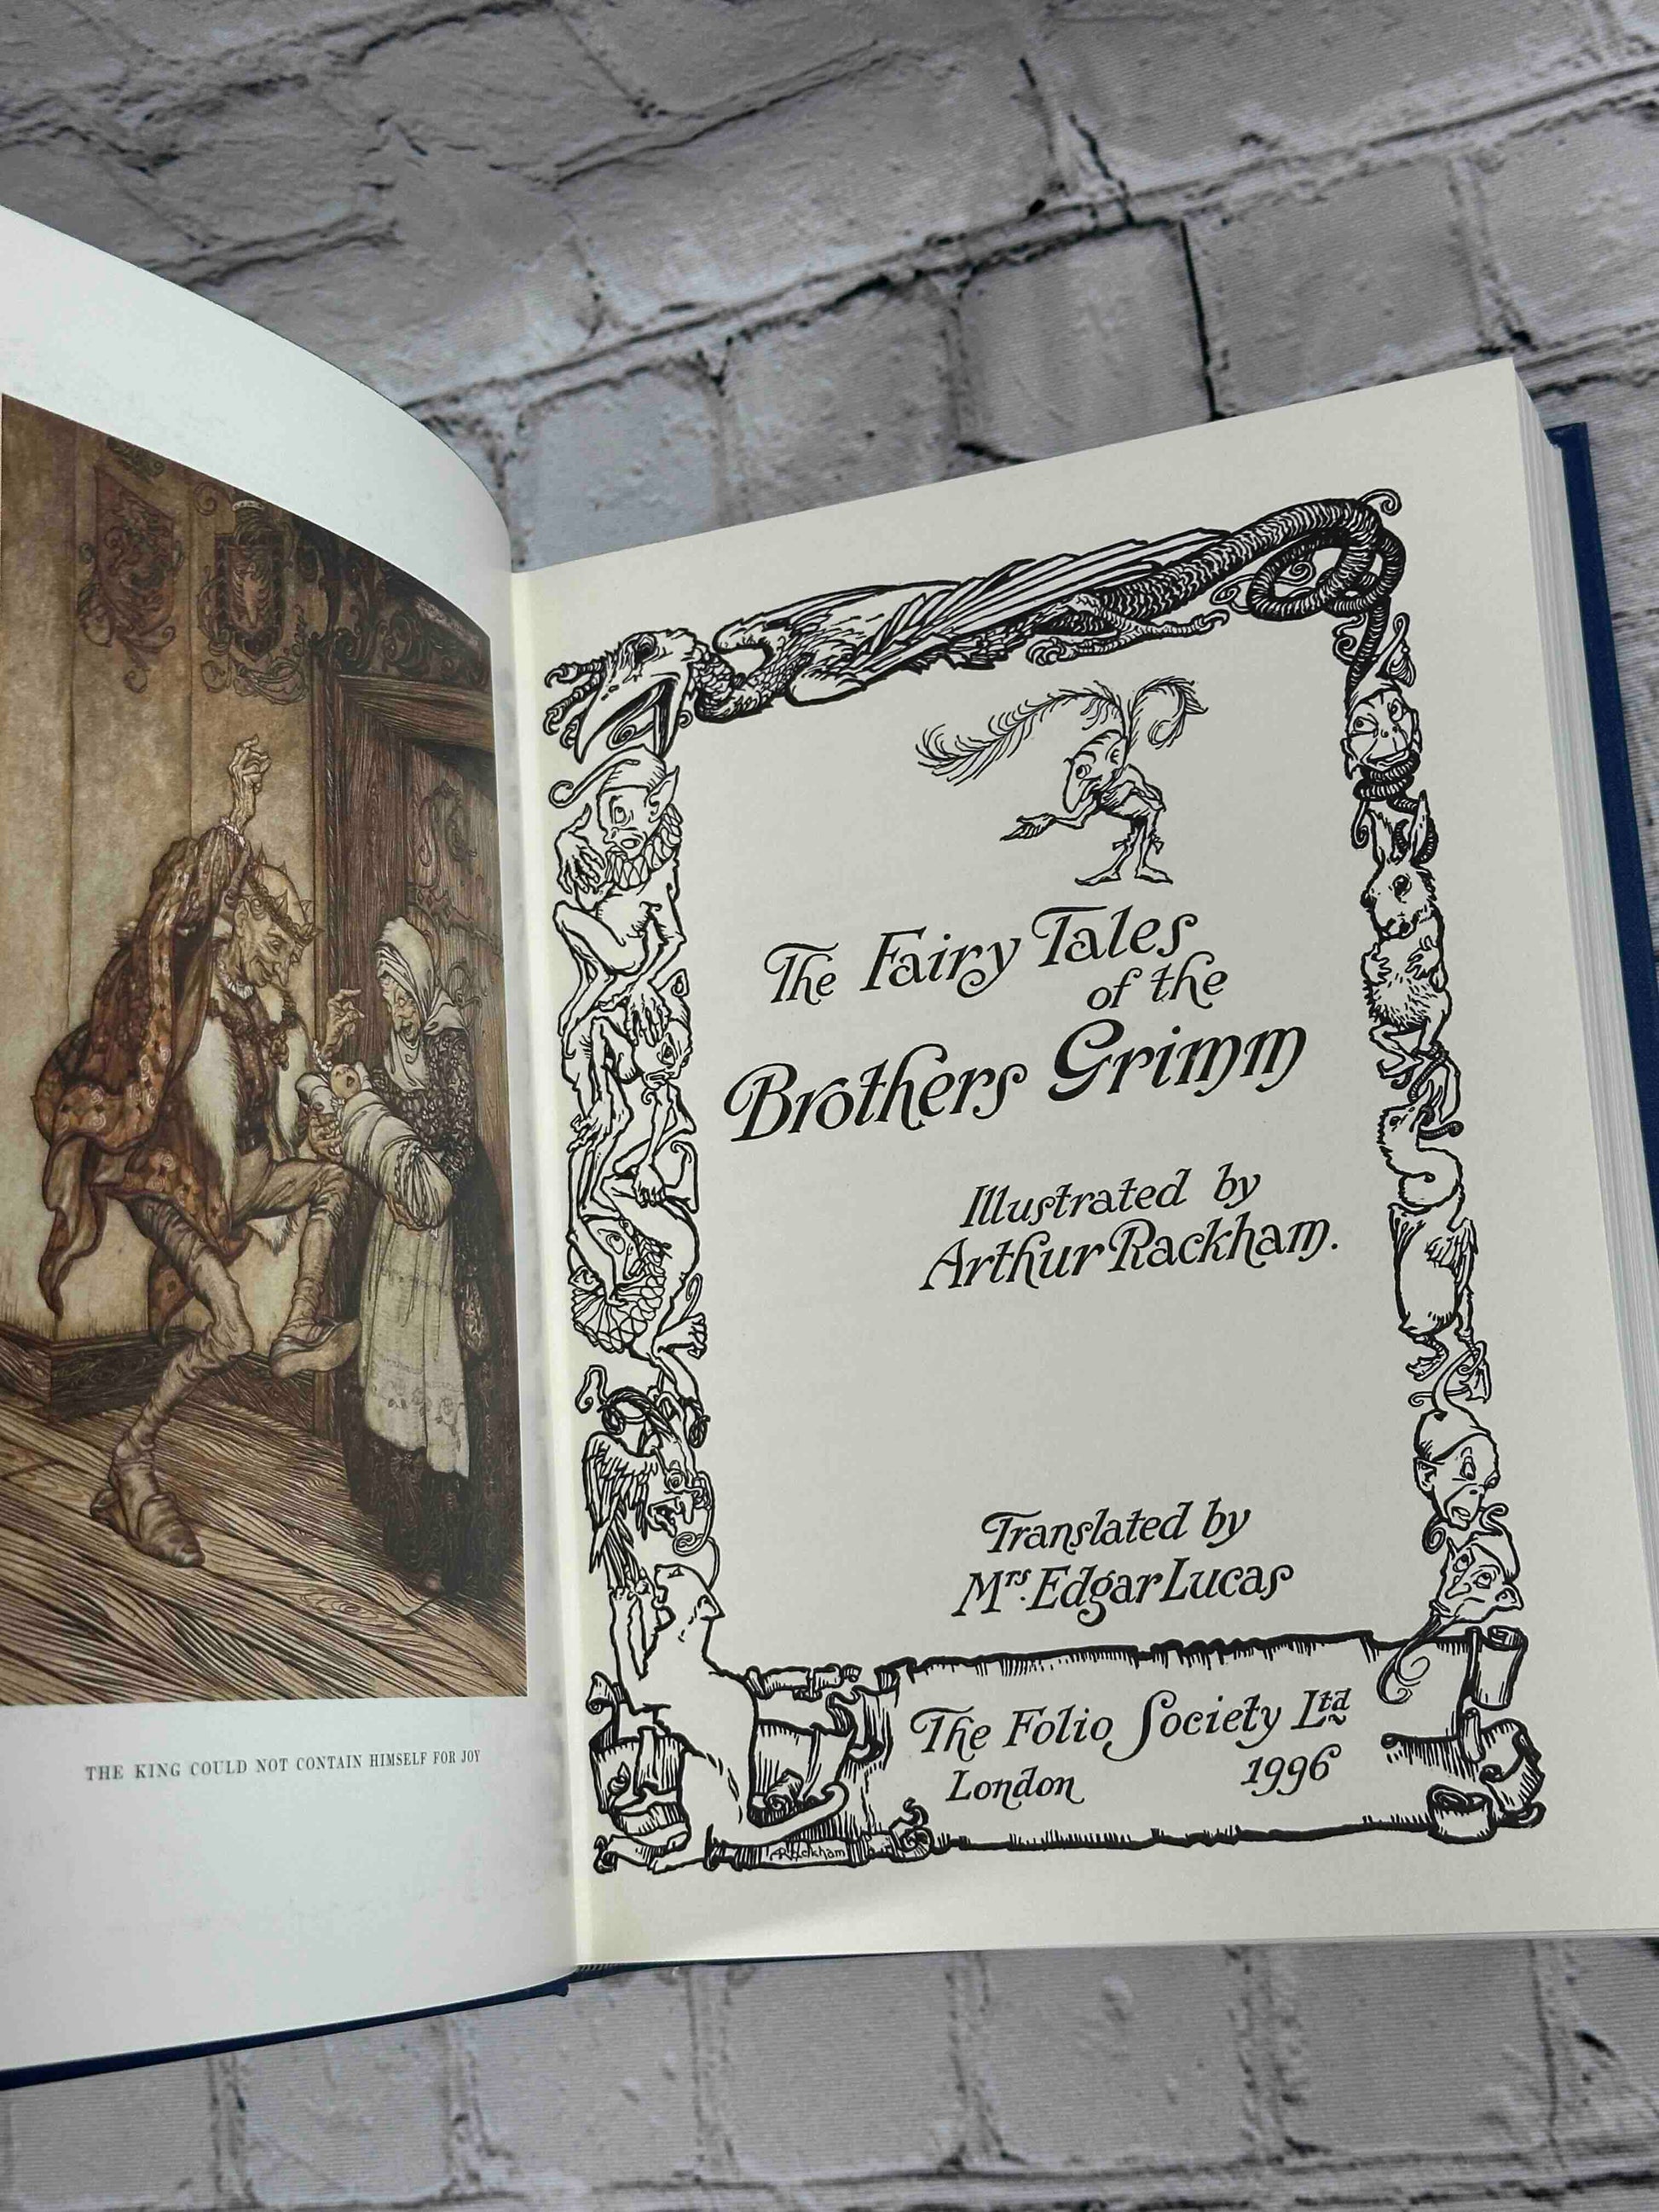 THE KING COULD NOT CONTAIN HIMSELF FOR JOY
The Fairy Tales
of the
Brothers Grimm
Illustrated by
Arthur Rackham.
Translated by
Mrs. Edgar Lucas
The Folio Society Ltd
London 1996
ARackham